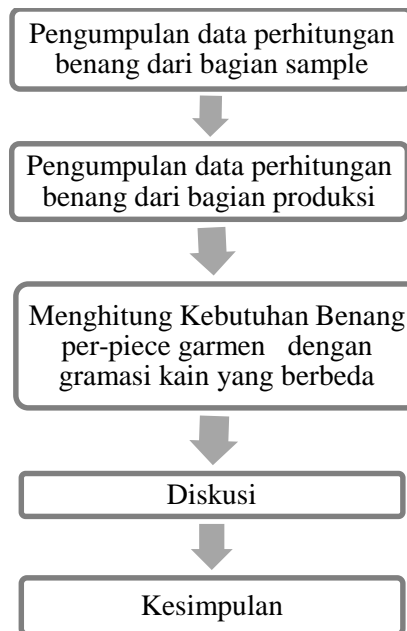 Pengumpulan data perhitungan
benang dari bagian sample
Pengumpulan data perhitungan
benang dari bagian produksi
Menghitung Kebutuhan Benang
per-piece garmen dengan
gramasi kain yang berbeda
Diskusi
Kesimpulan